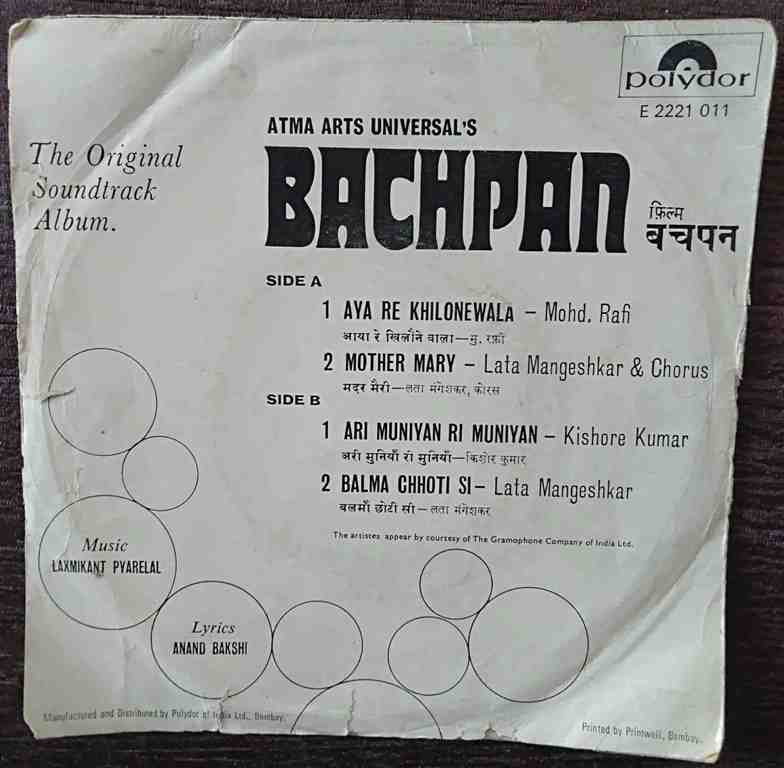 polydor
E 2221 011
The Original
Soundtrack
Album.
ATMA ARTS UNIVERSAL'S
BACHPAN
फ़िल्म
बचपन
SIDE A
1 AYA RE KHILONEWALA – Mohd. Rafi
आया रे खिलौने वाला—मु. रफ़ी
2 MOTHER MARY – Lata Mangeshkar & Chorus
मदर मैरी—लता मंगेशकर, कोरस
SIDE B
1 ARI MUNIYAN RI MUNIYAN – Kishore Kumar
अरी मुनियाँ री मुनियाँ—किशोर कुमार
2 BALMA CHHOTI SI– Lata Mangeshkar
बलमाँ छोटी सी—लता मंगेशकर
The artistes appear by courtesy of The Gramophone Company of India Ltd.
Music
LAXMIKANT PYARELAL
Lyrics
ANAND BAKSHI
Manufactured and Distributed by Polydor of India Ltd., Bombay.
Printed by Printwell, Bombay.